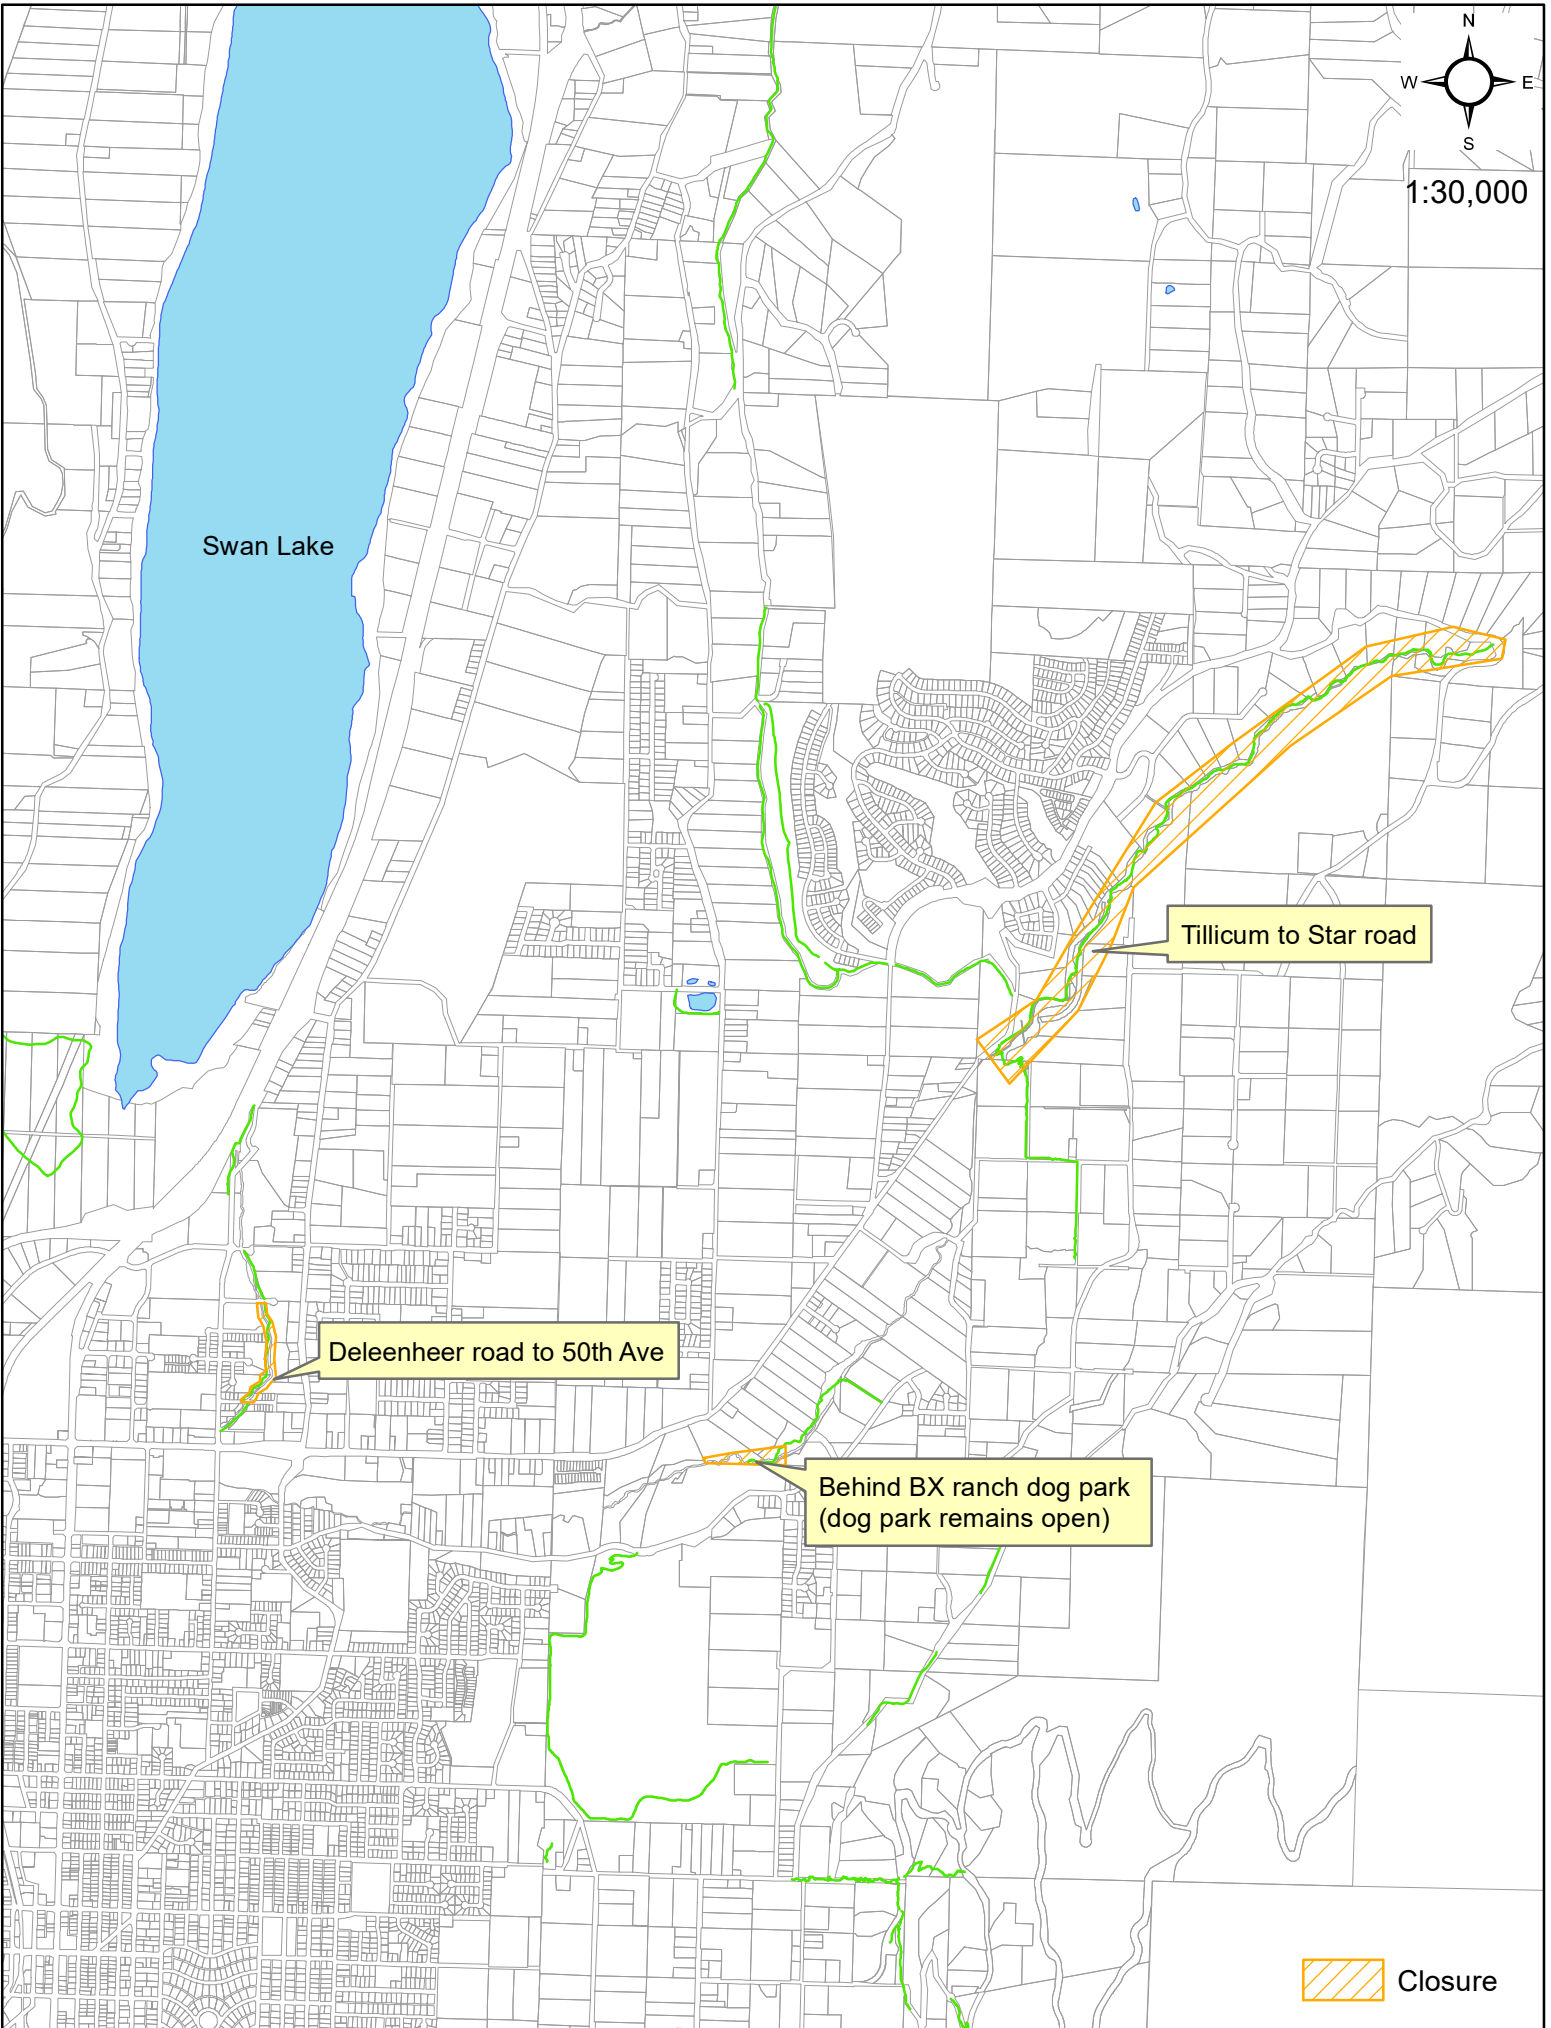 N
W E
S
1:30,000
Swan Lake
Tillicum to Star road
Deleenheer road to 50th Ave
Behind BX ranch dog park
(dog park remains open)
Closure